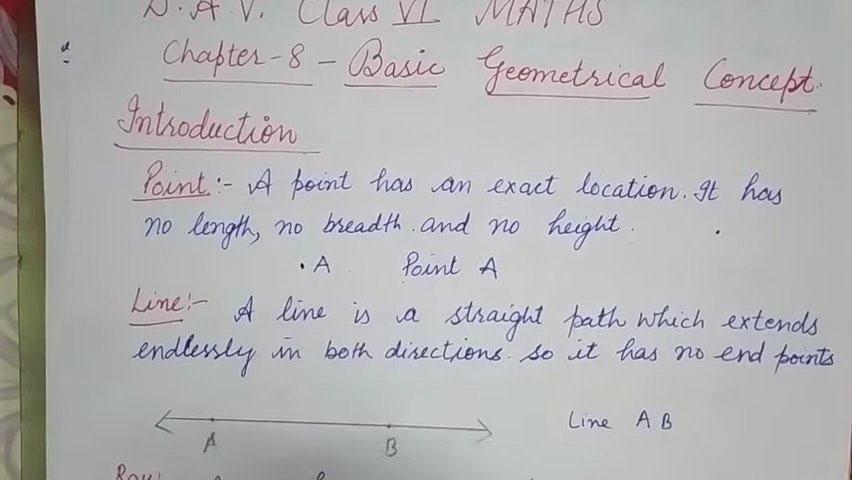 D.A.V. Class VI MATHS
Chapter-8 - Basic Geometrical Concept.
Introduction
Point:- A point has an exact location. It has
no length, no breadth. and no height.
.A Point A
Line:- A line is a straight path which extends
endlessly in both directions. so it has no end points
Line AB
A B
Ray: